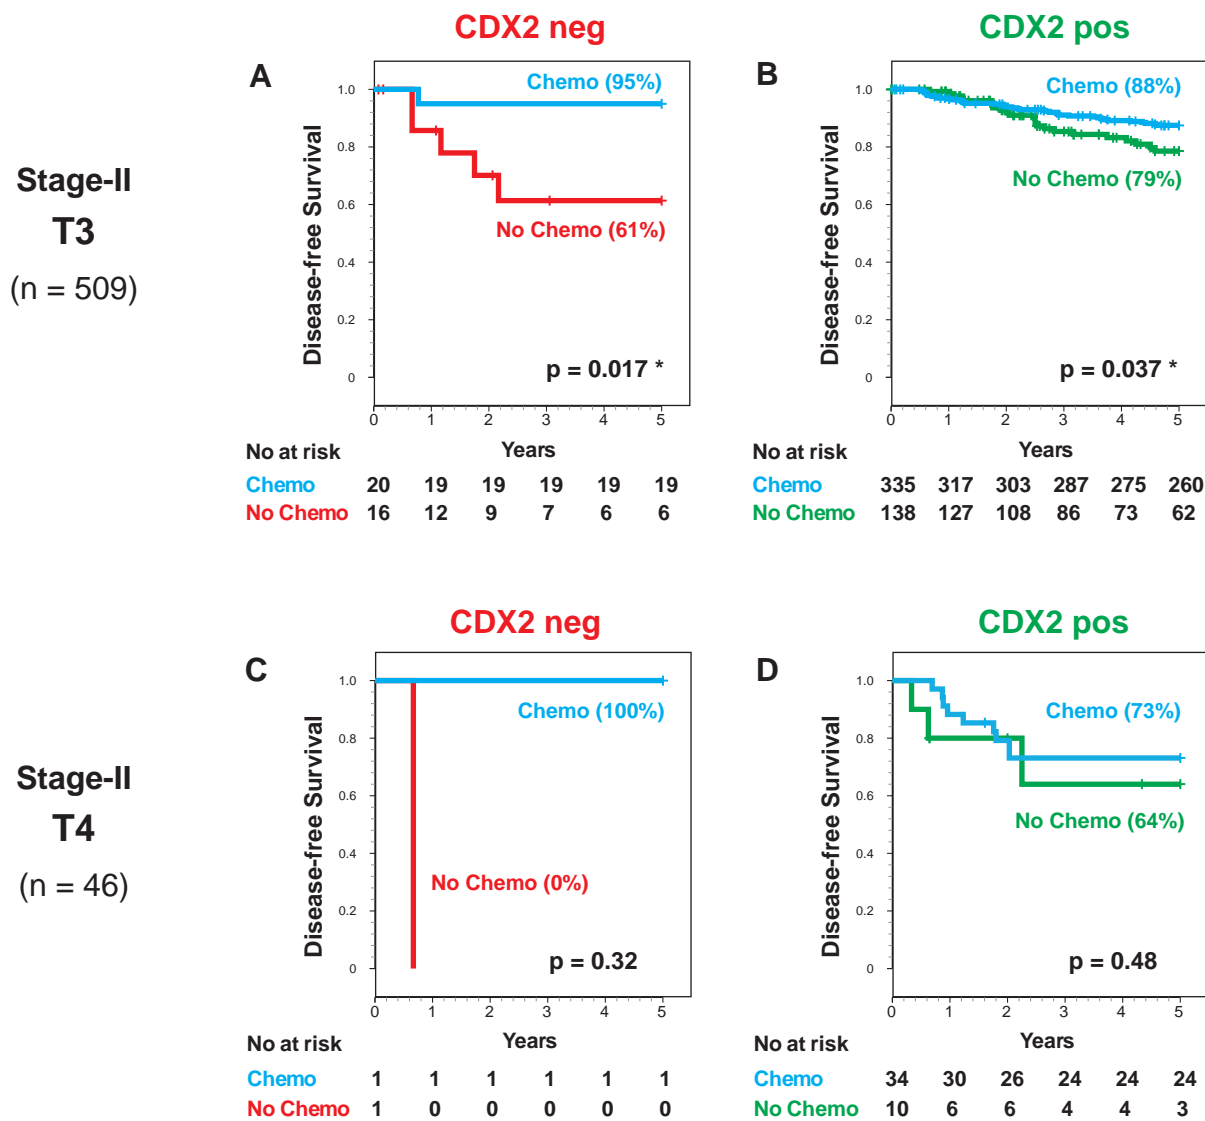 CDX2 neg
CDX2 pos
Stage-II
T3
(n = 509)
A
Disease-free Survival
1.0
0.8
0.6
0.4
0.2
0
Chemo (95%)
No Chemo (61%)
p = 0.017 *
0 1 2 3 4 5
Years
No at risk
Chemo 20 19 19 19 19 19
No Chemo 16 12 9 7 6 6
B
Disease-free Survival
1.0
0.8
0.6
0.4
0.2
0
Chemo (88%)
No Chemo (79%)
p = 0.037 *
0 1 2 3 4 5
Years
No at risk
Chemo 335 317 303 287 275 260
No Chemo 138 127 108 86 73 62
CDX2 neg
CDX2 pos
Stage-II
T4
(n = 46)
C
Disease-free Survival
1.0
0.8
0.6
0.4
0.2
0
Chemo (100%)
No Chemo (0%)
p = 0.32
0 1 2 3 4 5
Years
No at risk
Chemo 1 1 1 1 1 1
No Chemo 1 0 0 0 0 0
D
Disease-free Survival
1.0
0.8
0.6
0.4
0.2
0
Chemo (73%)
No Chemo (64%)
p = 0.48
0 1 2 3 4 5
Years
No at risk
Chemo 34 30 26 24 24 24
No Chemo 10 6 6 4 4 3